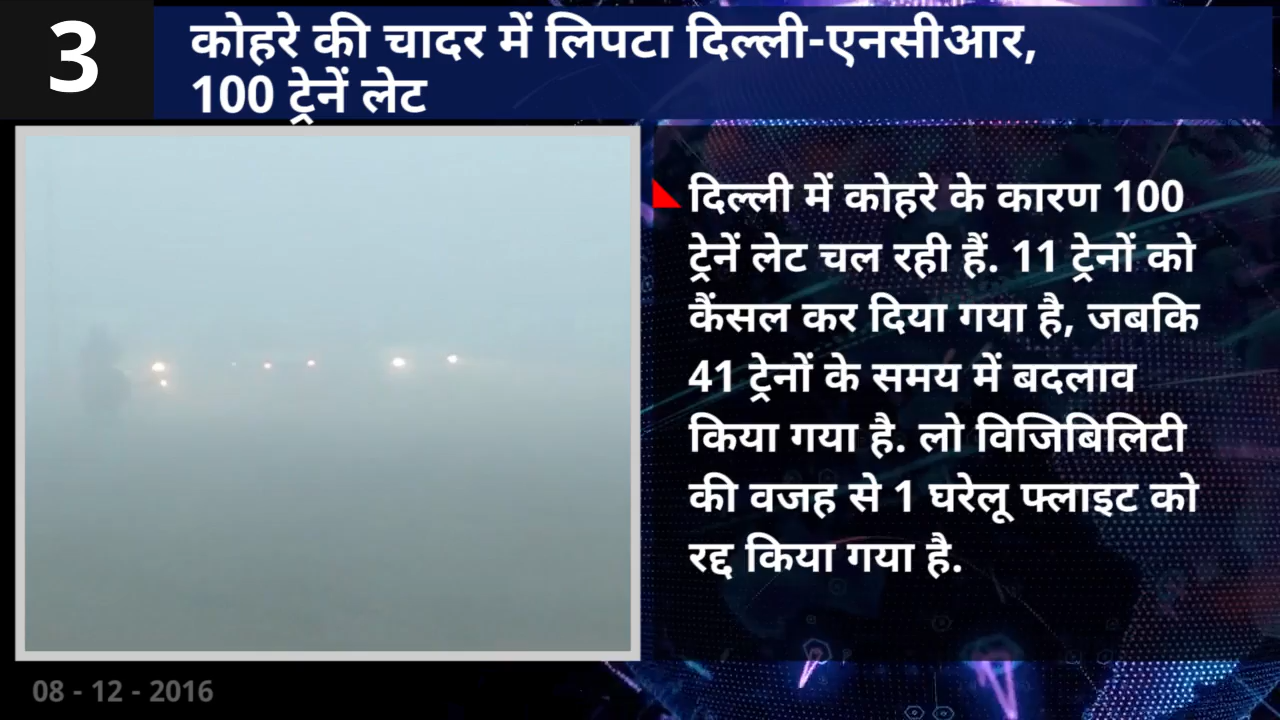 3
कोहरे की चादर में लिपटा दिल्ली-एनसीआर,
100 ट्रेनें लेट
दिल्ली में कोहरे के कारण 100
ट्रेनें लेट चल रही हैं. 11 ट्रेनों को
कैंसल कर दिया गया है, जबकि
41 ट्रेनों के समय में बदलाव
किया गया है. लो विजिबिलिटी
की वजह से 1 घरेलू फ्लाइट को
रद्द किया गया है.
08 - 12 - 2016